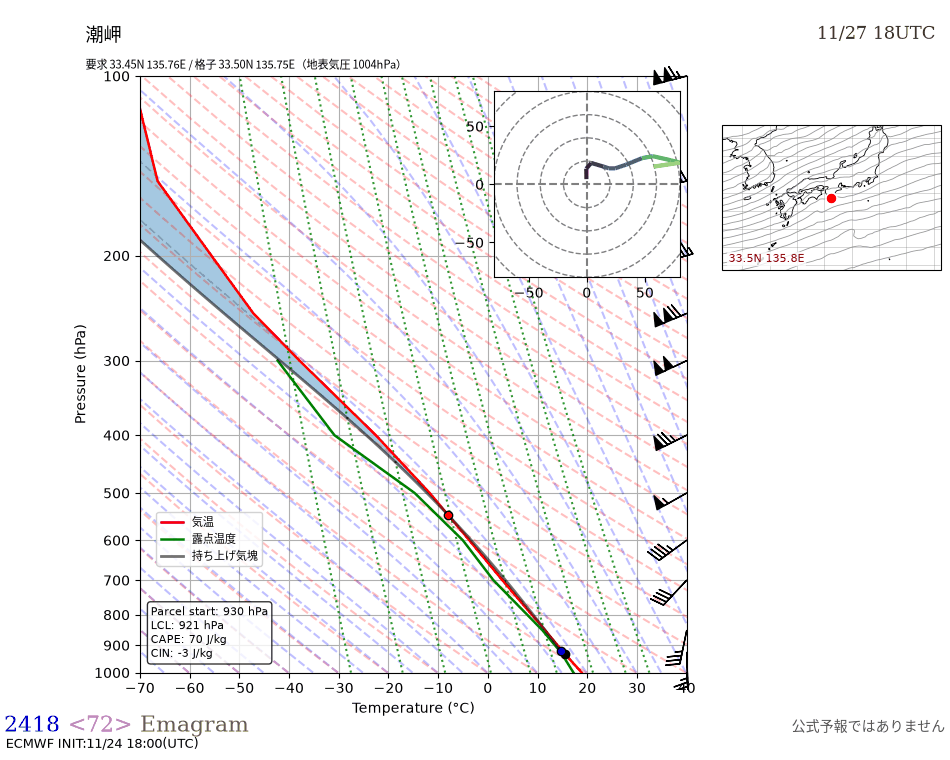 潮岬
11/27 18UTC
要求 33.45N 135.76E / 格子 33.50N 135.75E（地表気圧 1004hPa）
100
200
300
400
500
600
700
800
900
1000
Pressure (hPa)
50
0
−50
−50
0
50
33.5N 135.8E
気温
露点温度
持ち上げ気塊
Parcel start: 930 hPa
LCL: 921 hPa
CAPE: 70 J/kg
CIN: -3 J/kg
−70 −60 −50 −40 −30 −20 −10 0 10 20 30 40
Temperature (°C)
2418 <72> Emagram
公式予報ではありません
ECMWF INIT:11/24 18:00(UTC)